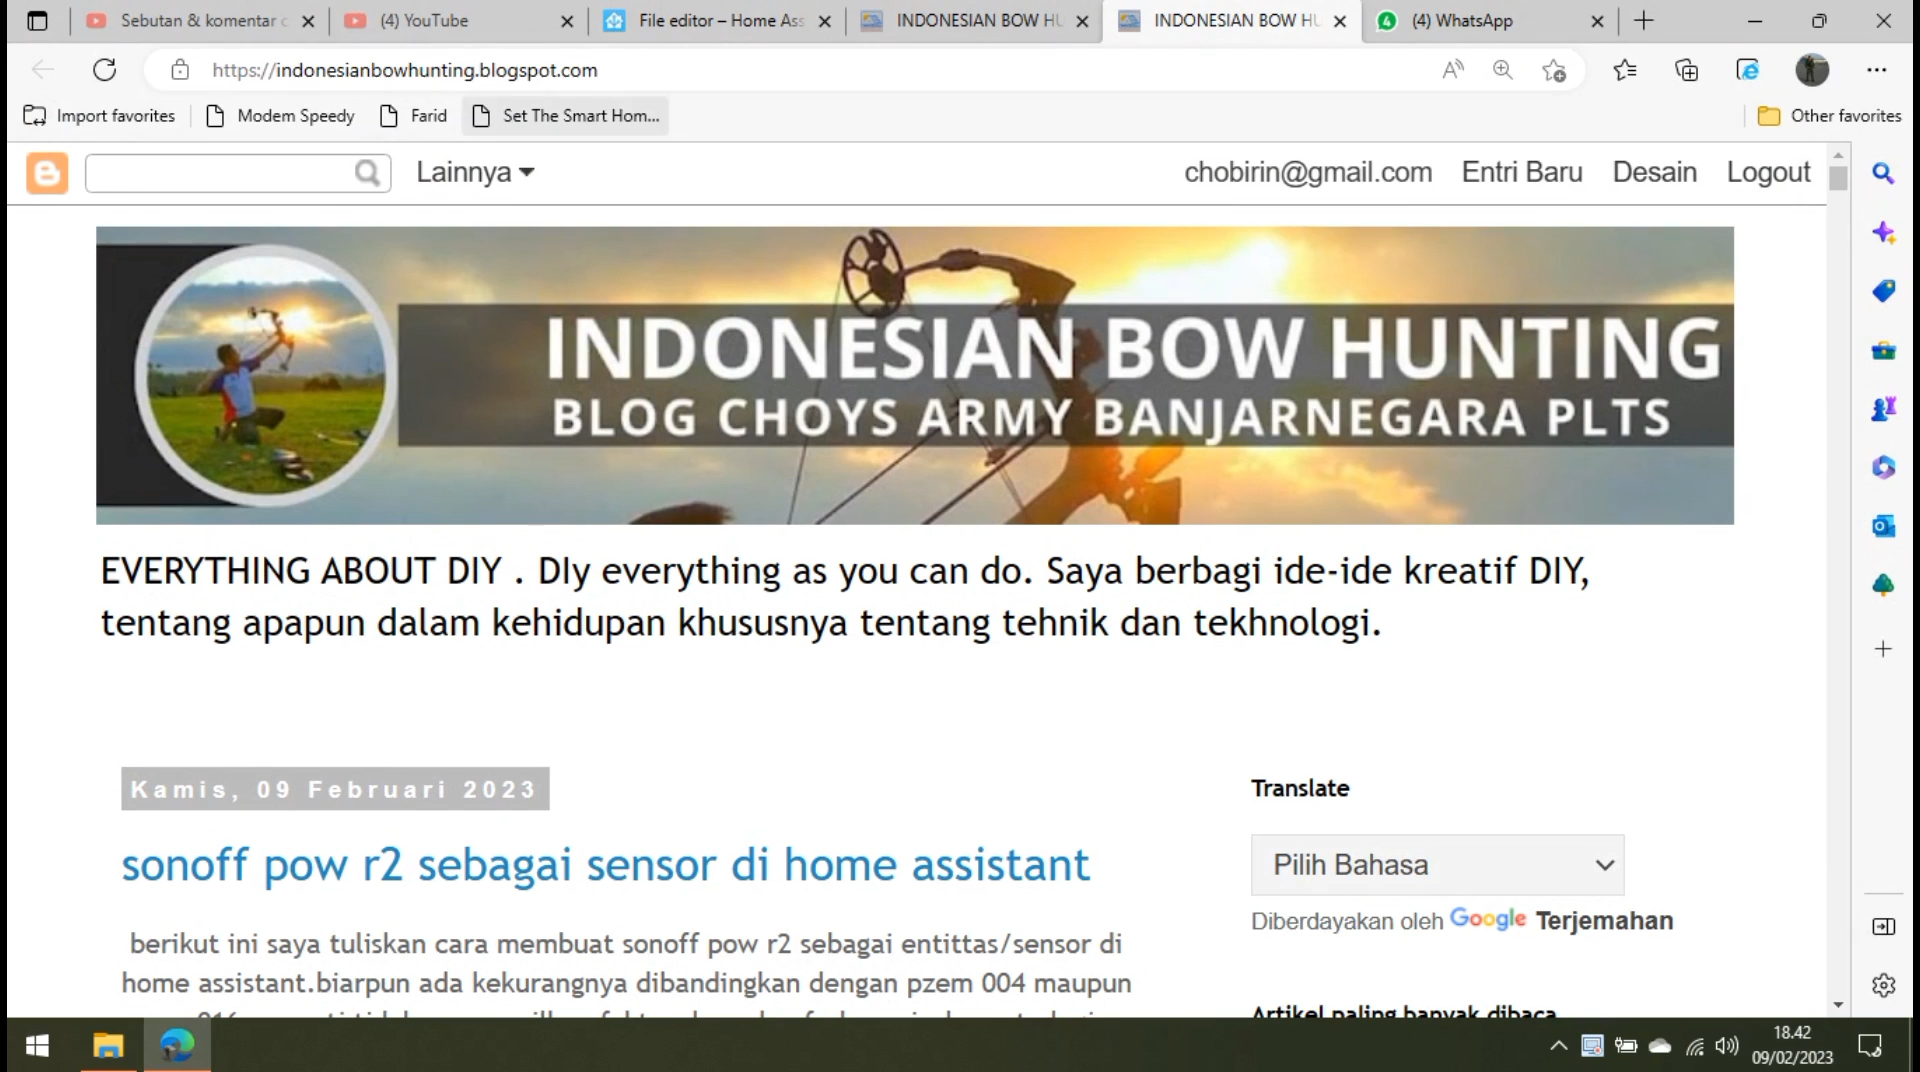 Sebutan & komentar
(4) YouTube
File editor – Home Ass
INDONESIAN BOW HU
INDONESIAN BOW HU
4
(4) WhatsApp
https://indonesianbowhunting.blogspot.com
Import favorites
Modem Speedy
Farid
Set The Smart Hom...
Other favorites
Lainnya
chobirin@gmail.com
Entri Baru
Desain
Logout
INDONESIAN BOW HUNTING
BLOG CHOYS ARMY BANJARNEGARA PLTS
EVERYTHING ABOUT DIY . DIy everything as you can do. Saya berbagi ide-ide kreatif DIY,
tentang apapun dalam kehidupan khususnya tentang tehnik dan tekhnologi.
Kamis, 09 Februari 2023
Translate
sonoff pow r2 sebagai sensor di home assistant
Pilih Bahasa
Diberdayakan oleh Google Terjemahan
berikut ini saya tuliskan cara membuat sonoff pow r2 sebagai entittas/sensor di
home assistant.biarpun ada kekurangnya dibandingkan dengan pzem 004 maupun
Artikel paling banyak dibaca
18.42
09/02/2023